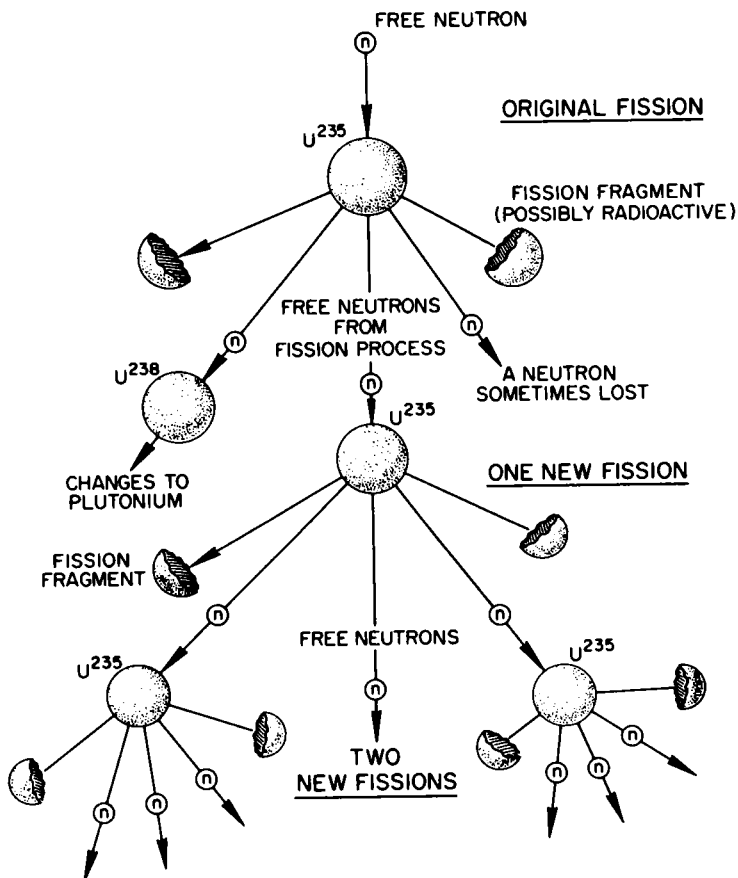 FREE NEUTRON
n
ORIGINAL FISSION
U²³⁵
FISSION FRAGMENT
(POSSIBLY RADIOACTIVE)
FREE NEUTRONS
FROM
FISSION PROCESS
n
n
n
U²³⁸
A NEUTRON
SOMETIMES LOST
U²³⁵
CHANGES TO
PLUTONIUM
ONE NEW FISSION
FISSION
FRAGMENT
n
n
FREE NEUTRONS
n
U²³⁵
U²³⁵
TWO
NEW FISSIONS
n
n
n
n
n
n